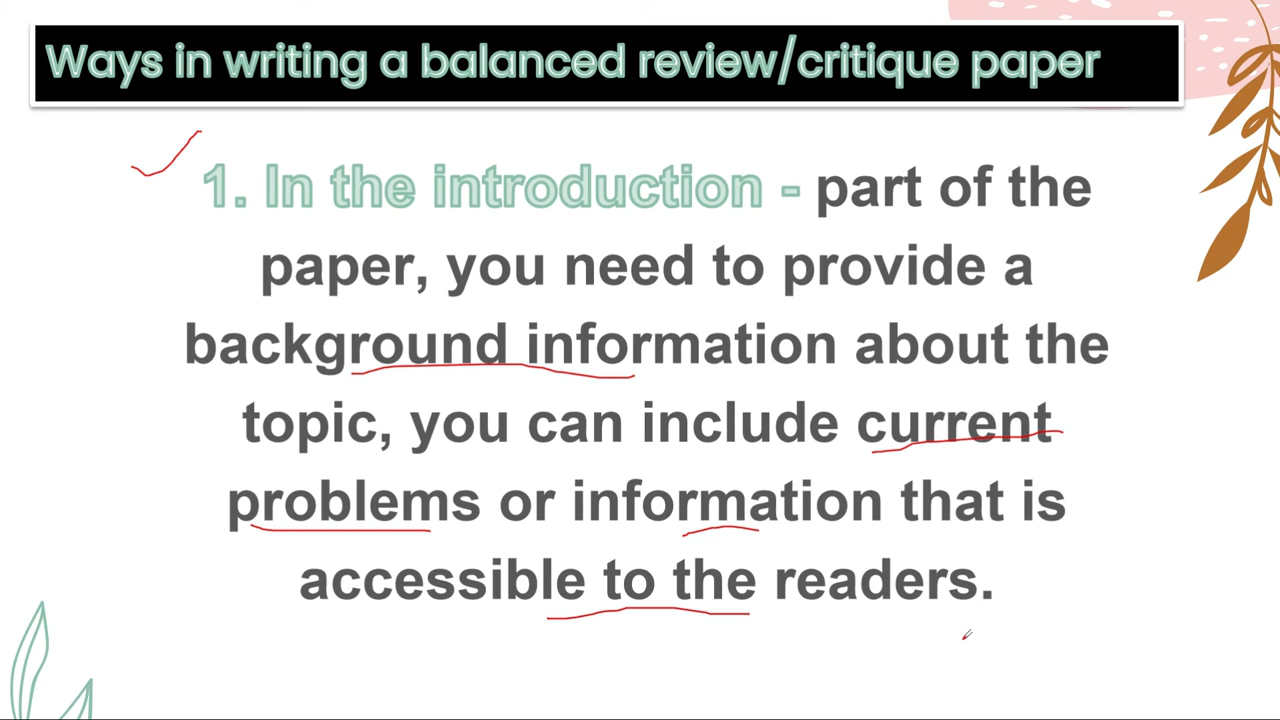 Ways in writing a balanced review/critique paper
1. In the introduction - part of the
paper, you need to provide a
background information about the
topic, you can include current
problems or information that is
accessible to the readers.